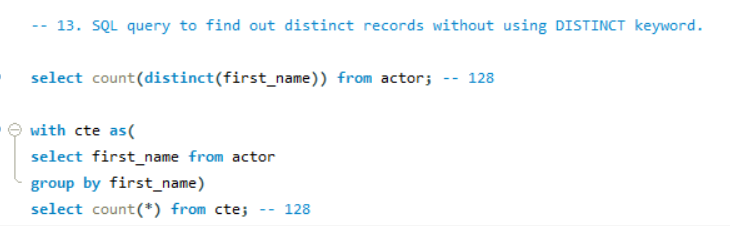 -- 13. SQL query to find out distinct records without using DISTINCT keyword.
select count(distinct(first_name)) from actor; -- 128
with cte as(
select first_name from actor
group by first_name)
select count(*) from cte; -- 128